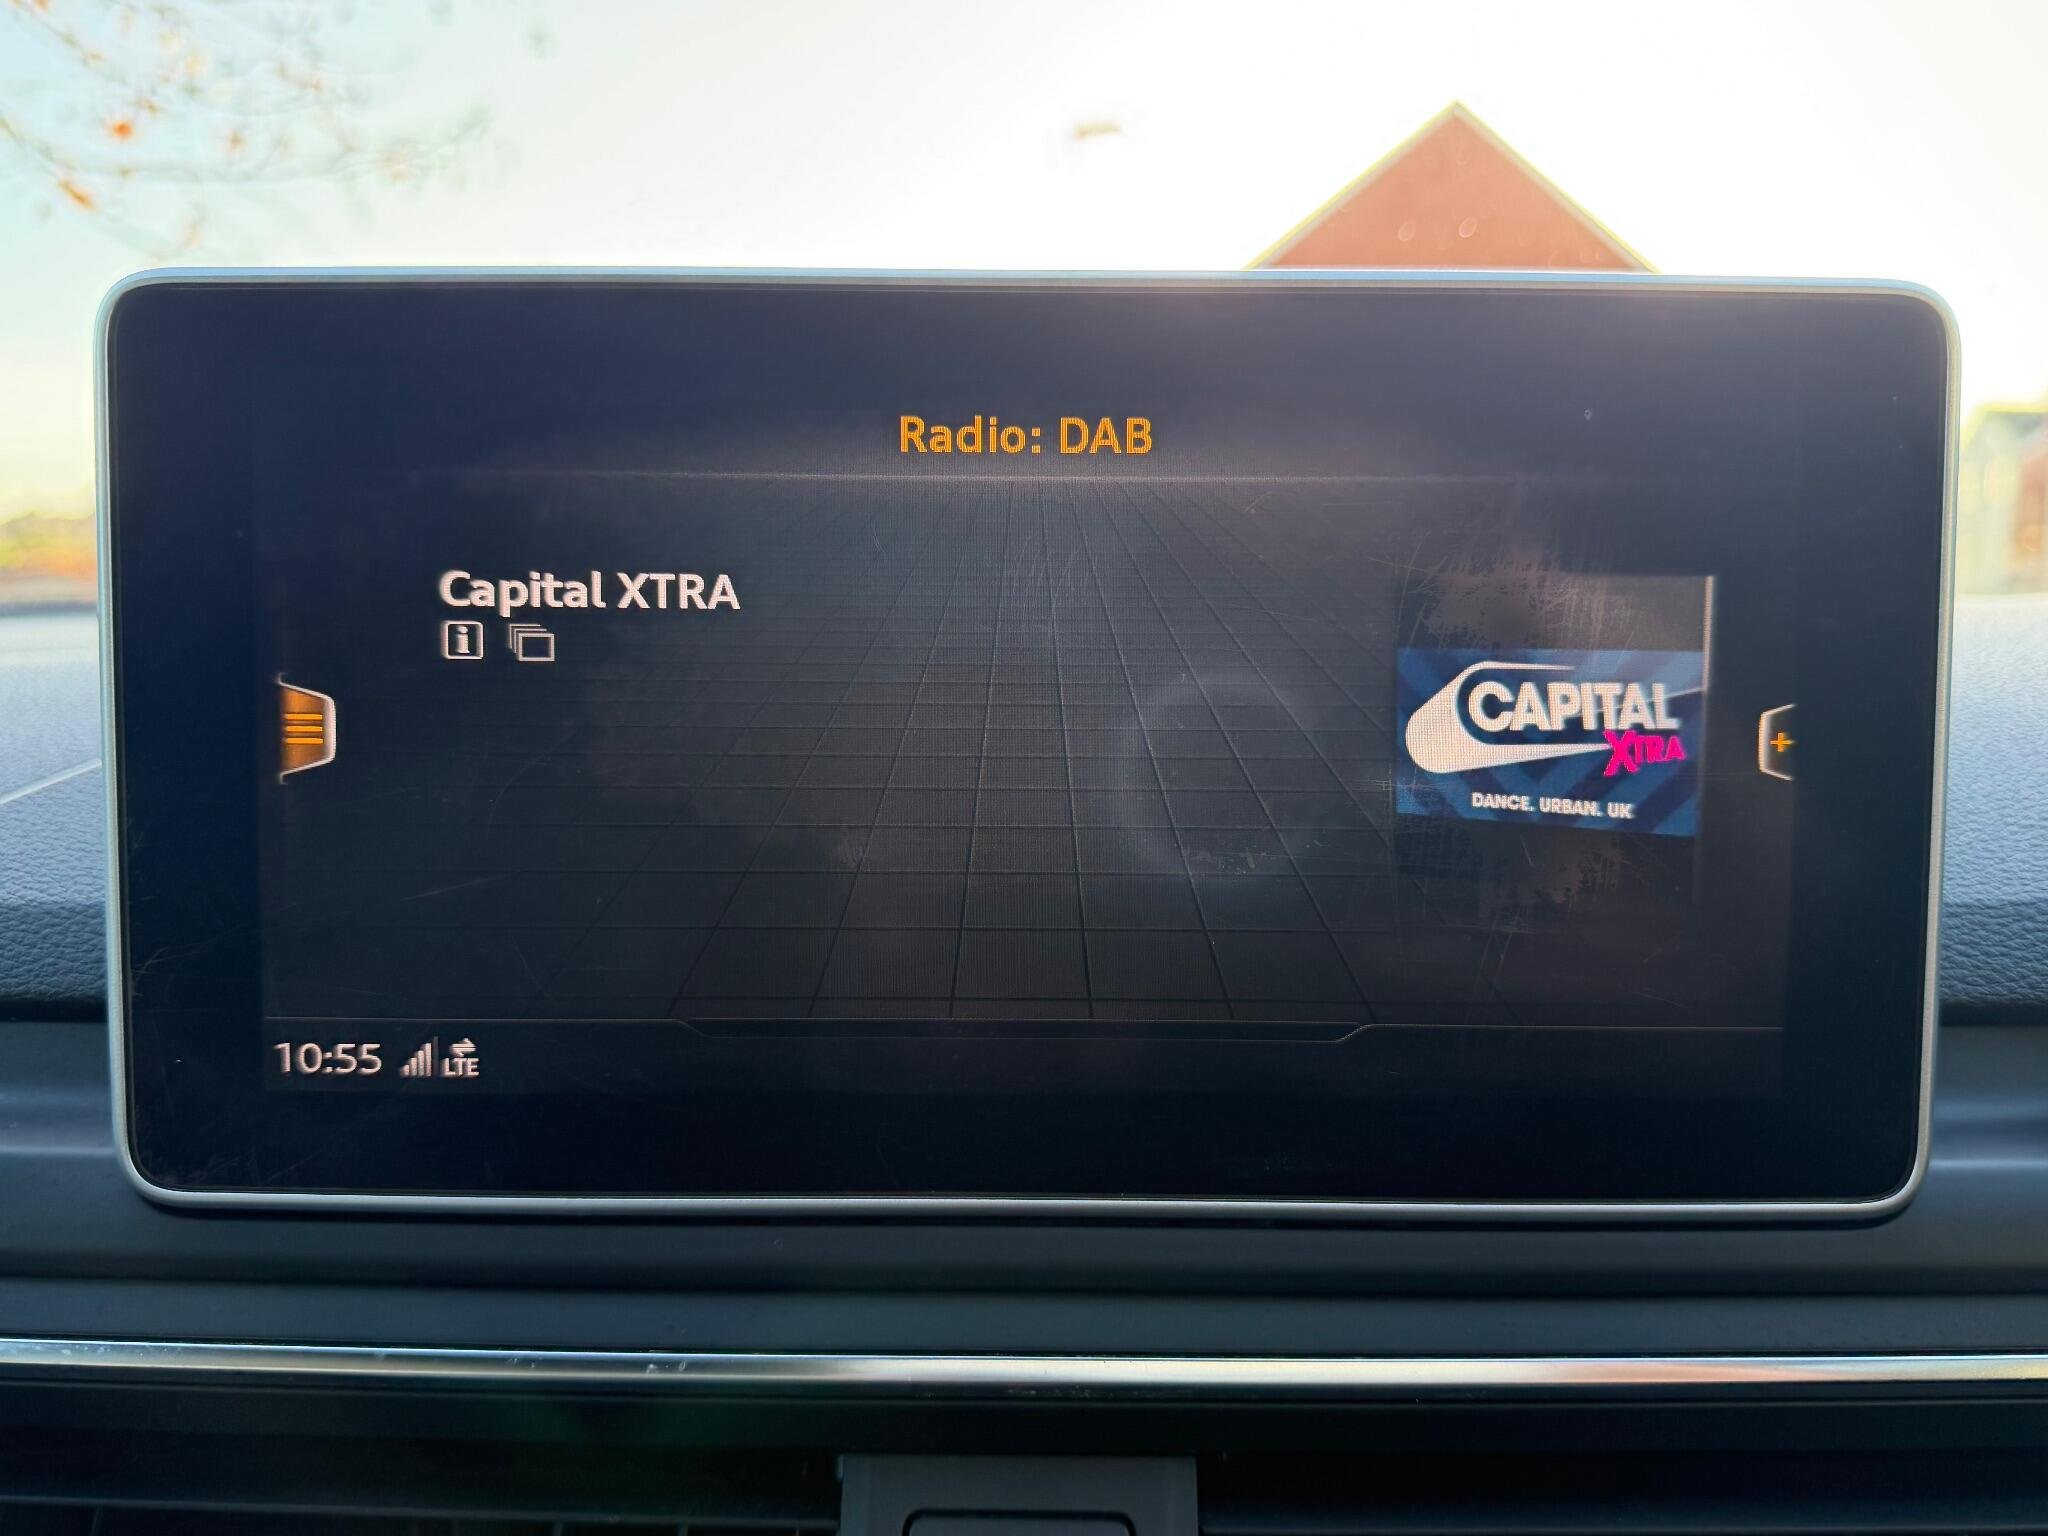 Radio: DAB
Capital XTRA
i
CAPITAL
XTRA
DANCE. URBAN. UK
10:55 LTE